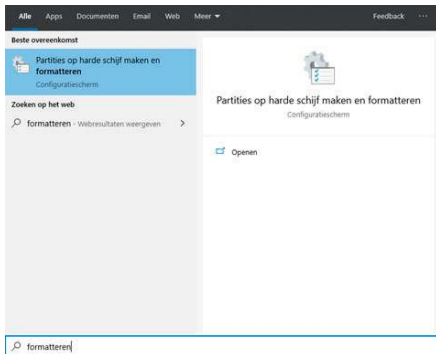 Alle Apps Documenten Email Web Meer Feedback ···
Beste overeenkomst
Partities op harde schijf maken en
formatteren
Configuratiescherm
Zoeken op het web
formatteren - Webresultaten weergeven
Partities op harde schijf maken en formatteren
Configuratiescherm
Openen
formatteren